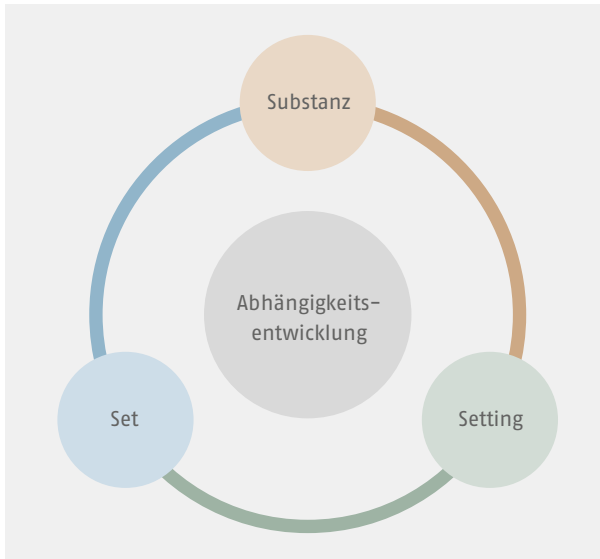 Substanz
Abhängigkeits-
entwicklung
Set
Setting